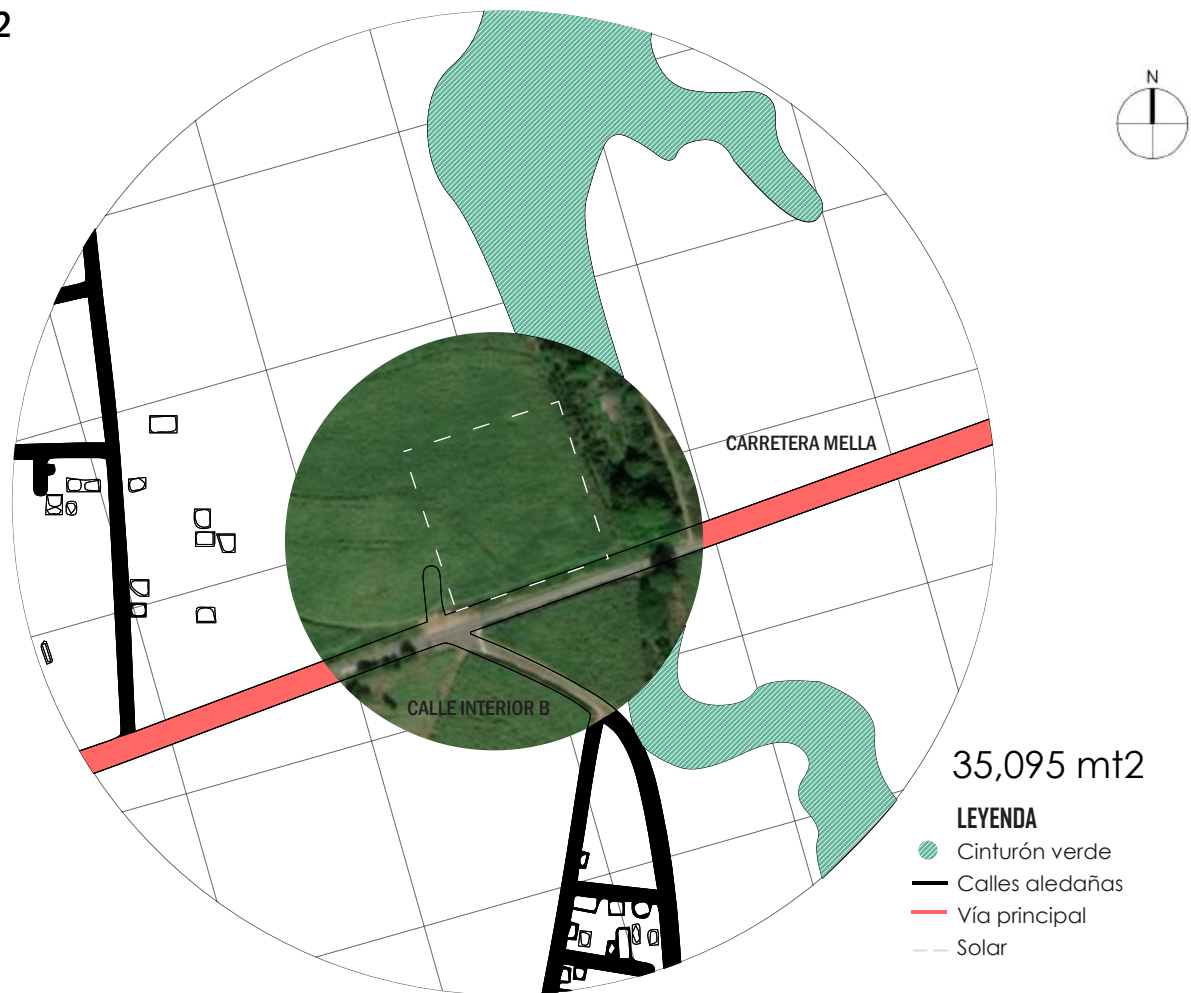 2
N
CARRETERA MELLA
CALLE INTERIOR B
35,095 mt2
LEYENDA
Cinturón verde
Calles aledañas
Vía principal
Solar